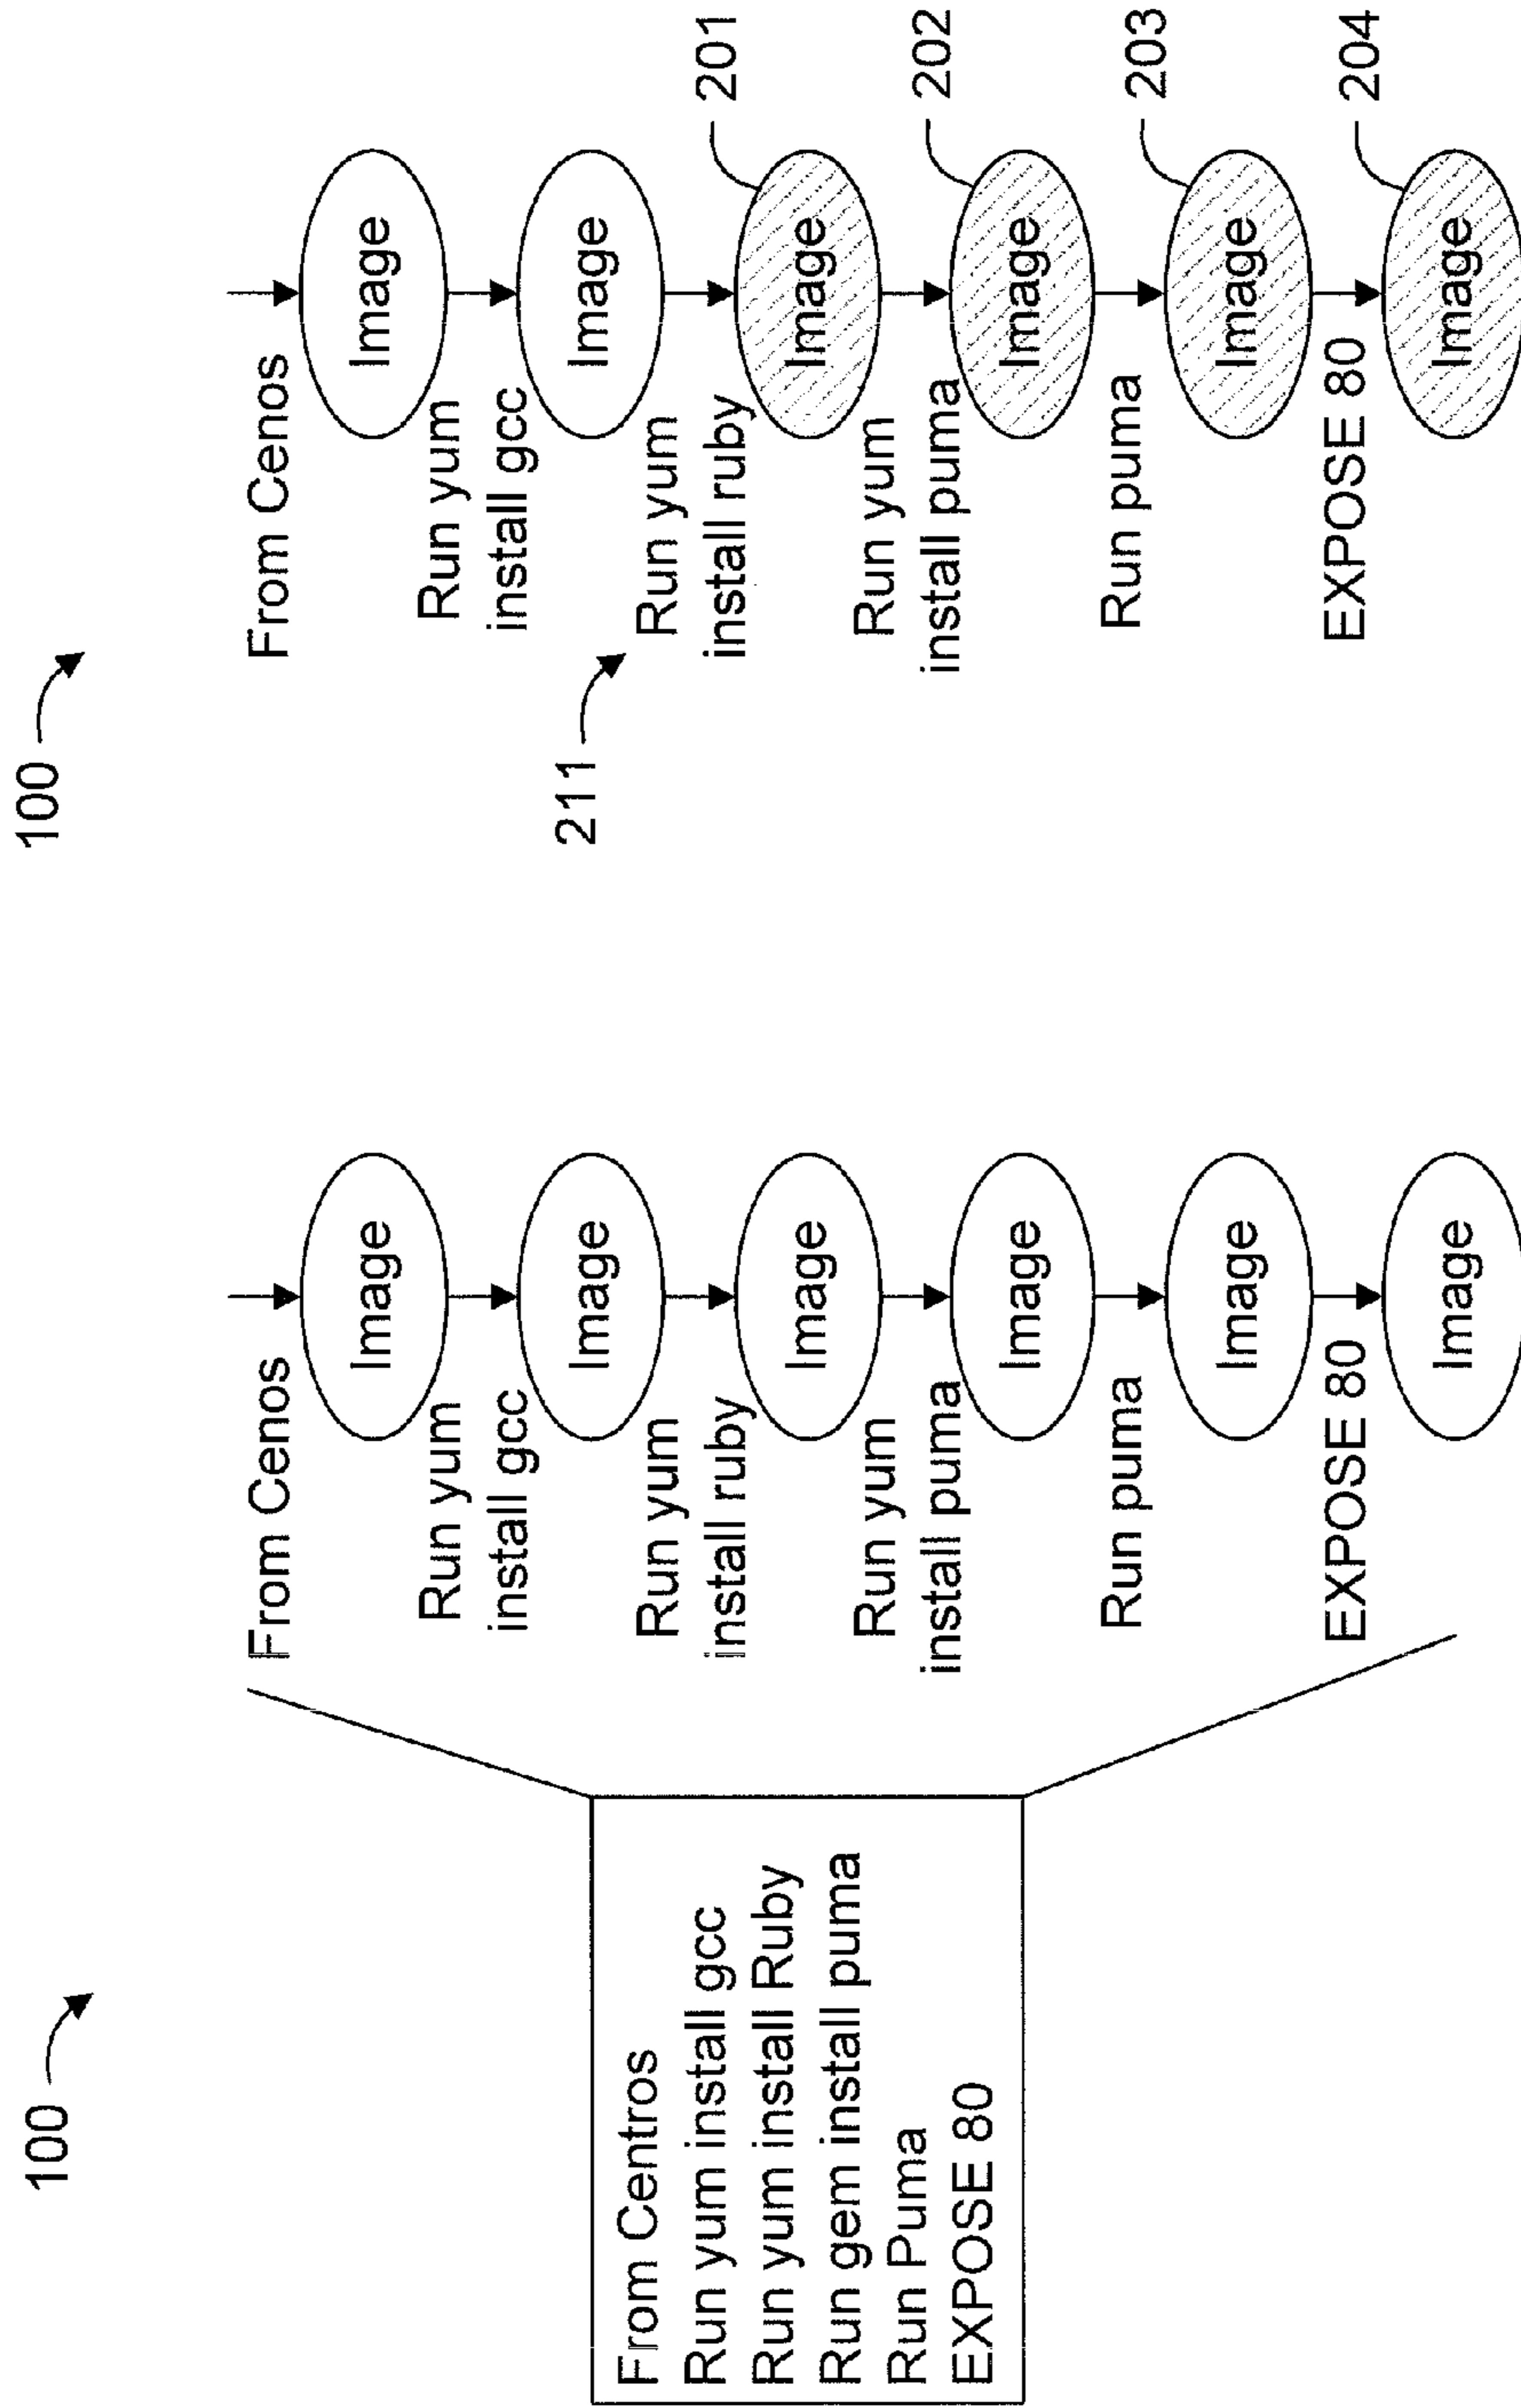 100
From Centros
Run yum install gcc
Run yum install Ruby
Run gem install puma
Run Puma
EXPOSE 80
From Cenos
Image
Run yum
install gcc
Image
Run yum
install ruby
Image
Run yum
install puma
Image
Run puma
Image
EXPOSE 80
Image
100
From Cenos
Image
Run yum
install gcc
Image
211
Run yum
install ruby
Image
201
Run yum
install puma
Image
202
Run puma
Image
203
EXPOSE 80
Image
204